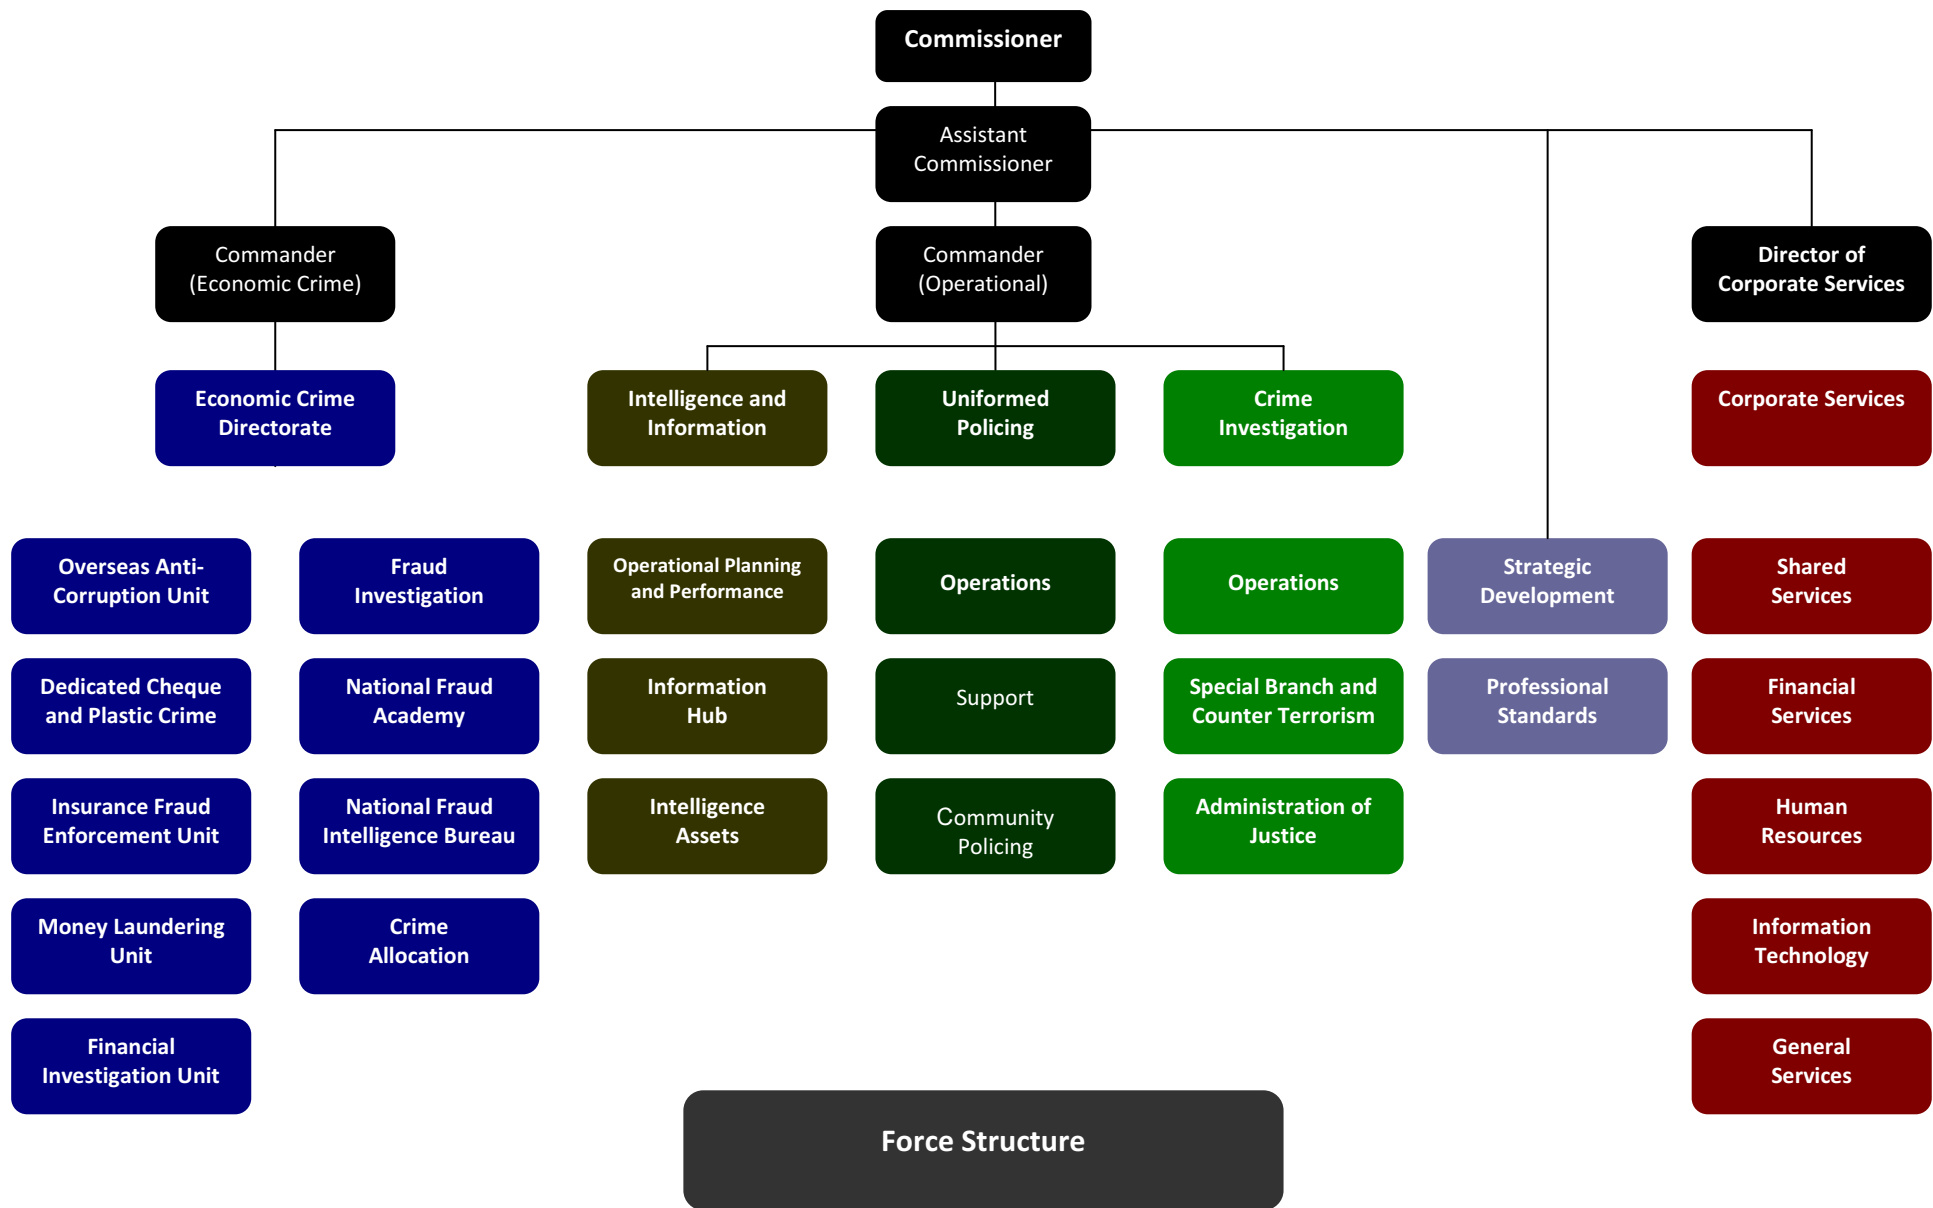 Commissioner
Assistant
Commissioner
Commander
(Economic Crime)
Commander
(Operational)
Director of
Corporate Services
Economic Crime
Directorate
Intelligence and
Information
Uniformed
Policing
Crime
Investigation
Corporate Services
Overseas Anti-
Corruption Unit
Fraud
Investigation
Operational Planning
and Performance
Operations
Operations
Strategic
Development
Shared
Services
Dedicated Cheque
and Plastic Crime
National Fraud
Academy
Information
Hub
Support
Special Branch and
Counter Terrorism
Professional
Standards
Financial
Services
Insurance Fraud
Enforcement Unit
National Fraud
Intelligence Bureau
Intelligence
Assets
Community
Policing
Administration of
Justice
Human
Resources
Money Laundering
Unit
Crime
Allocation
Information
Technology
Financial
Investigation Unit
General
Services
Force Structure